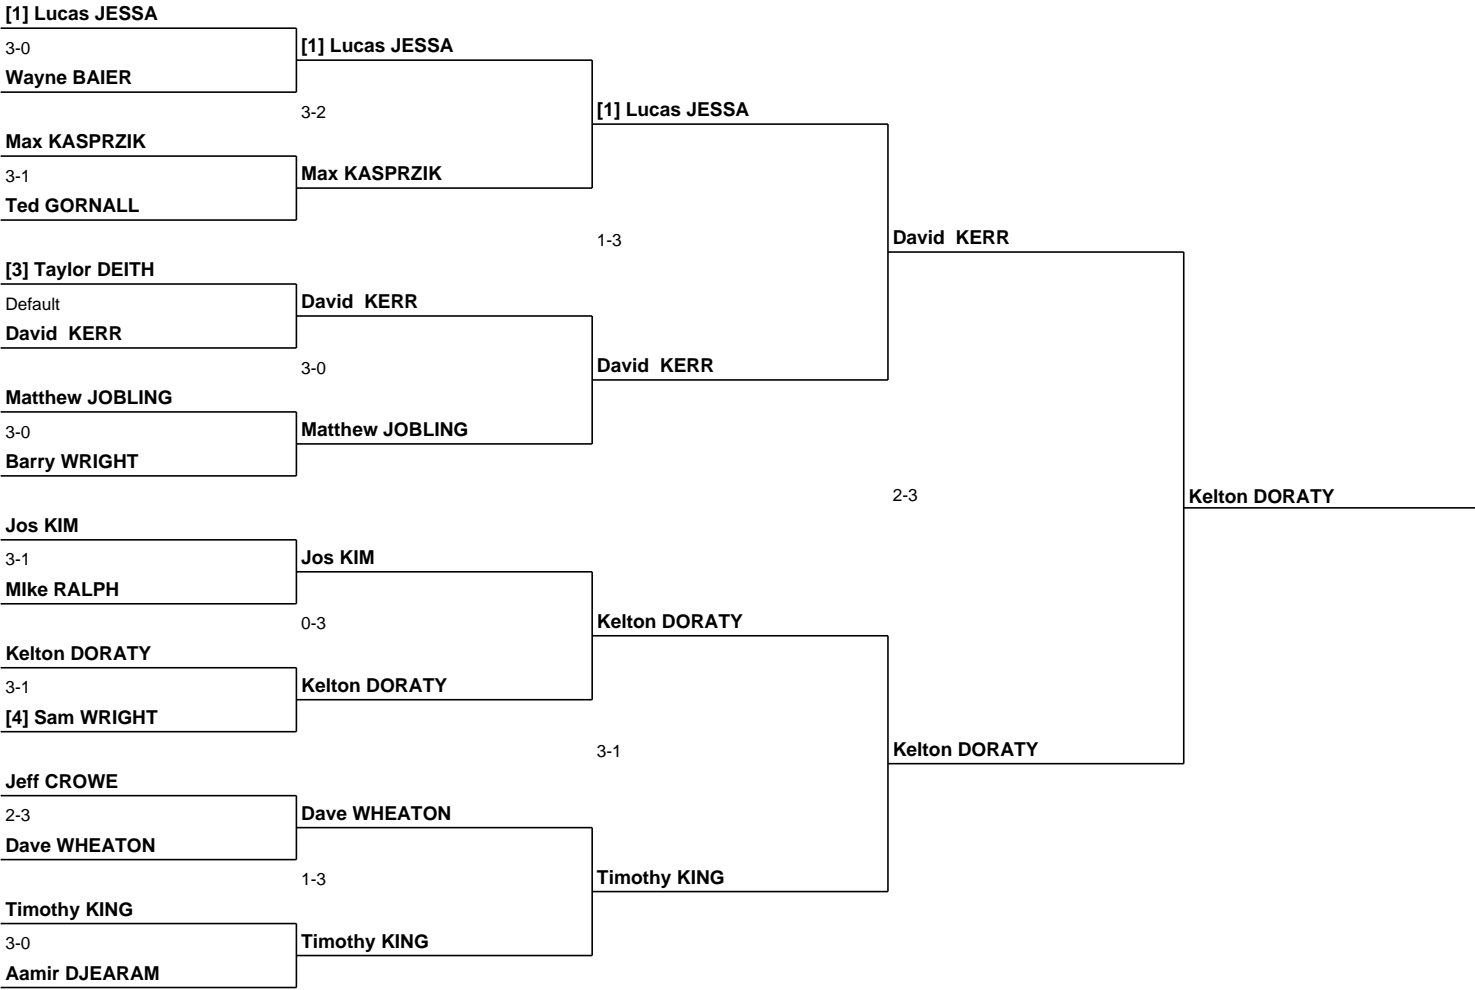 [1] Lucas JESSA
3-0
Wayne BAIER
Max KASPRZIK
3-1
Ted GORNALL
[3] Taylor DEITH
Default
David  KERR
Matthew JOBLING
3-0
Barry WRIGHT
Jos KIM
3-1
MIke RALPH
Kelton DORATY
3-1
[4] Sam WRIGHT
Jeff CROWE
2-3
Dave WHEATON
Timothy KING
3-0
Aamir DJEARAM
[1] Lucas JESSA
3-2
Max KASPRZIK
David  KERR
3-0
Matthew JOBLING
Jos KIM
0-3
Kelton DORATY
Dave WHEATON
1-3
Timothy KING
[1] Lucas JESSA
1-3
David  KERR
Kelton DORATY
3-1
Timothy KING
David  KERR
2-3
Kelton DORATY
Kelton DORATY